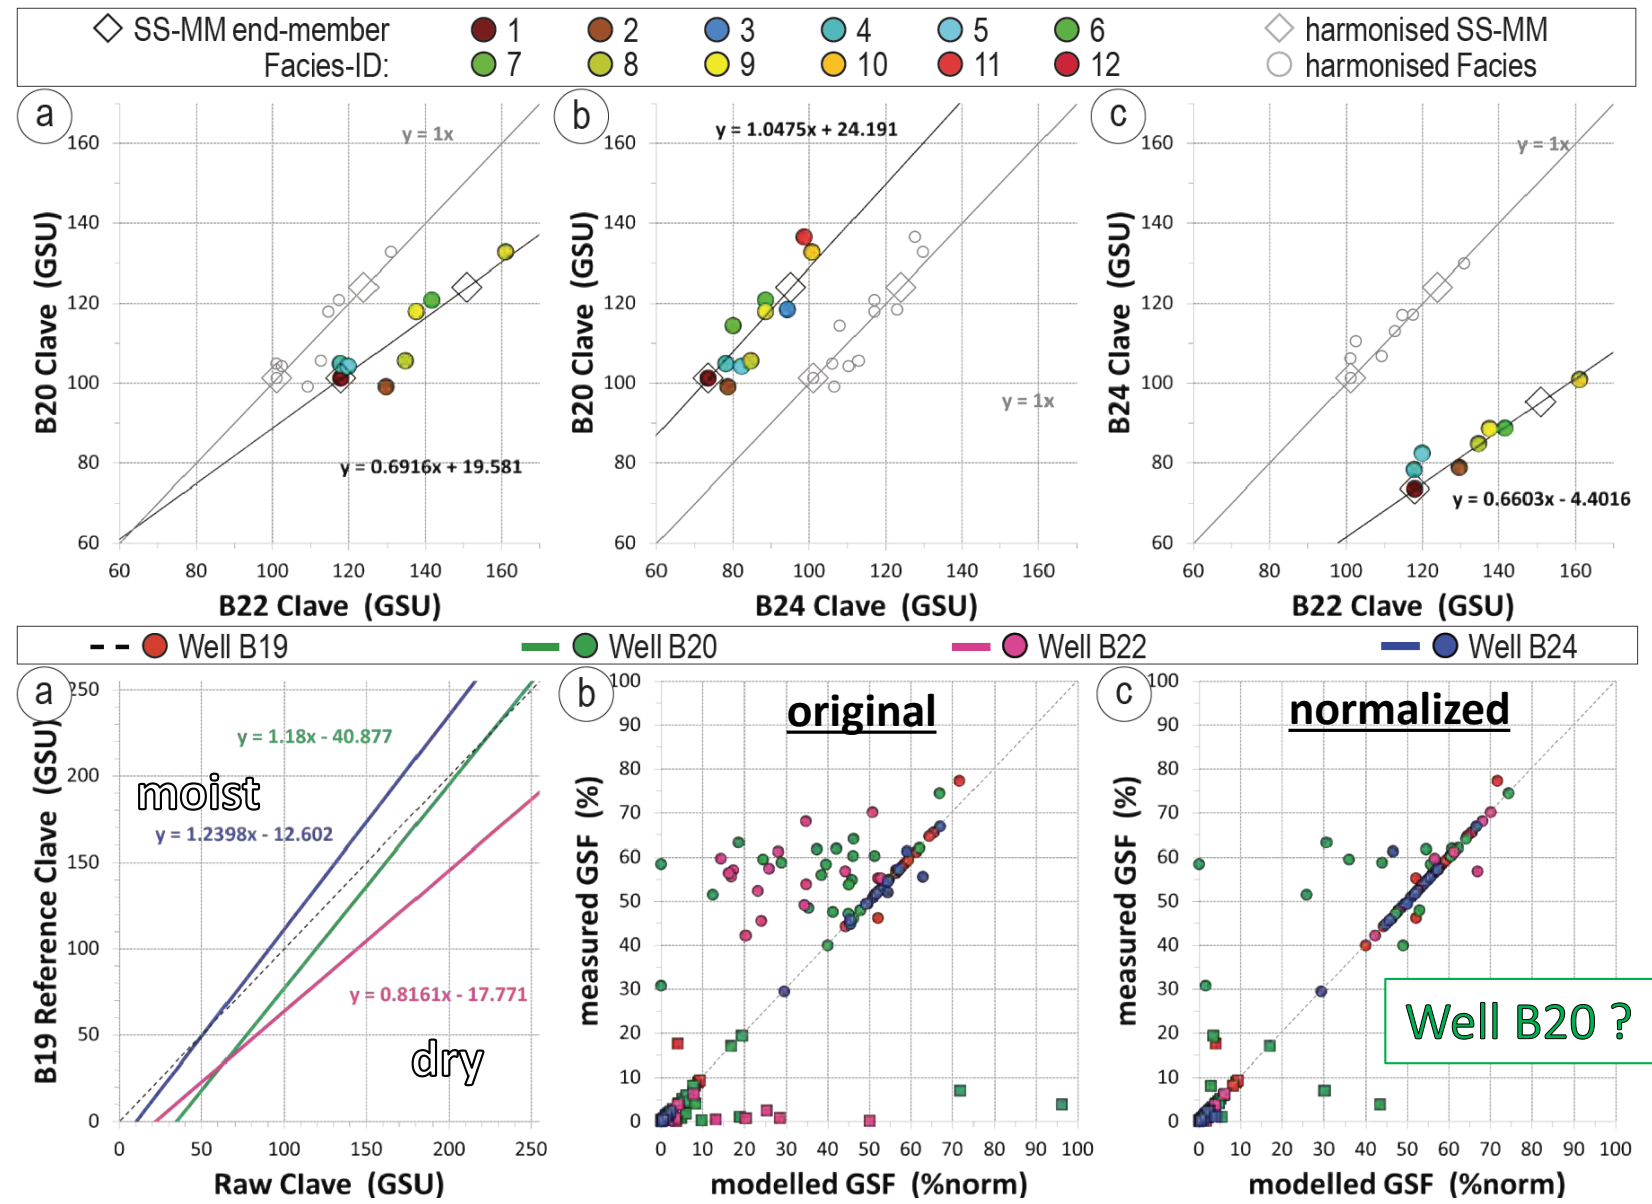 SS-MM end-member 1 2 3 4 5 6 harmonised SS-MM
Facies-ID: 7 8 9 10 11 12 harmonised Facies
a
160
140
120
100
80
60
60 80 100 120 140 160
B20 Clave (GSU)
B22 Clave (GSU)
y = 1x
y = 0.6916x + 19.581
b
160
140
120
100
80
60
60 80 100 120 140 160
B20 Clave (GSU)
B24 Clave (GSU)
y = 1.0475x + 24.191
y = 1x
c
160
140
120
100
80
60
60 80 100 120 140 160
B24 Clave (GSU)
B22 Clave (GSU)
y = 1x
y = 0.6603x - 4.4016
Well B19 Well B20 Well B22 Well B24
a
250
200
150
100
50
0
0 50 100 150 200 250
B19 Reference Clave (GSU)
Raw Clave (GSU)
y = 1.18x - 40.877
moist
y = 1.2398x - 12.602
y = 0.8161x - 17.771
dry
b
original
100
90
80
70
60
50
40
30
20
10
0
0 10 20 30 40 50 60 70 80 90 100
measured GSF (%)
modelled GSF (%norm)
c
normalized
100
90
80
70
60
50
40
30
20
10
0
0 10 20 30 40 50 60 70 80 90 100
measured GSF (%)
modelled GSF (%norm)
Well B20 ?